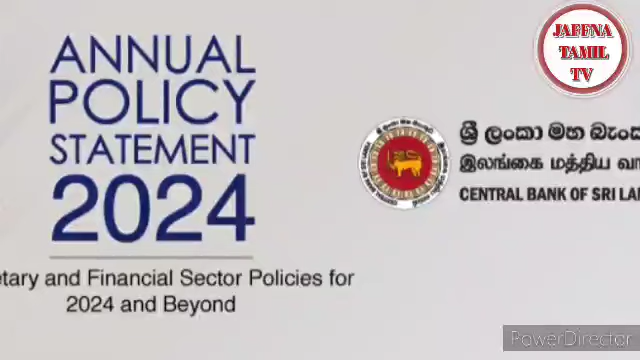 ANNUAL
POLICY
STATEMENT
2024
etary and Financial Sector Policies for
2024 and Beyond
ශ්‍රී ලංකා මහ බැංකු
இலங்கை மத்திய வா
CENTRAL BANK OF SRI LAN
JAFFNA
TAMIL
TV
PowerDirector